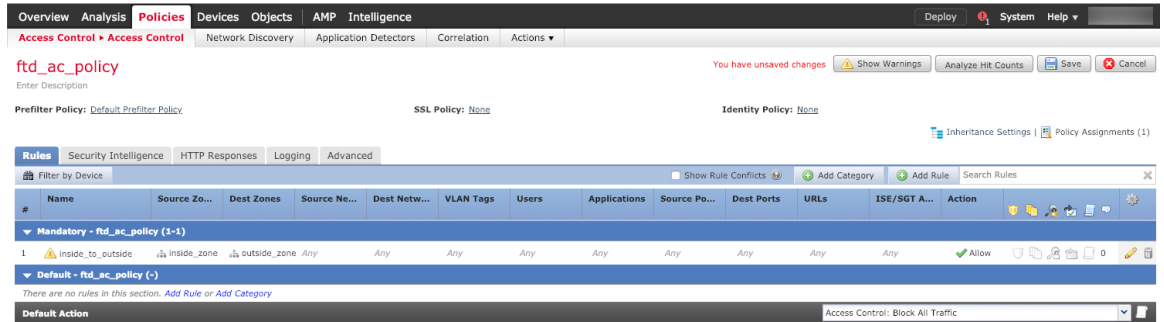 Overview Analysis Policies Devices Objects AMP Intelligence Deploy 1 System Help
Access Control ▸ Access Control Network Discovery Application Detectors Correlation Actions
ftd_ac_policy You have unsaved changes Show Warnings Analyze Hit Counts Save Cancel
Enter Description
Prefilter Policy: Default Prefilter Policy SSL Policy: None Identity Policy: None
Inheritance Settings | Policy Assignments (1)
Rules Security Intelligence HTTP Responses Logging Advanced
Filter by Device Show Rule Conflicts Add Category Add Rule Search Rules
# Name Source Zo... Dest Zones Source Ne... Dest Netw... VLAN Tags Users Applications Source Po... Dest Ports URLs ISE/SGT A... Action
Mandatory - ftd_ac_policy (1-1)
1 inside_to_outside inside_zone outside_zone Any Any Any Any Any Any Any Any Any Allow 0
Default - ftd_ac_policy (-)
There are no rules in this section. Add Rule or Add Category
Default Action Access Control: Block All Traffic